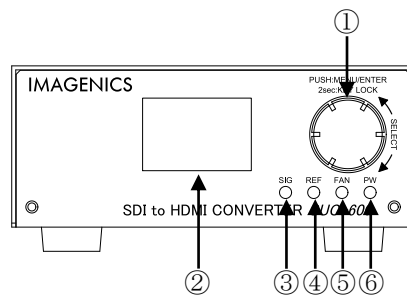 ①
PUSH:MENU/ENTER
2sec:KEY LOCK
IMAGENICS
SELECT
SIG REF FAN PW
SDI to HDMI CONVERTER
② ③ ④ ⑤ ⑥